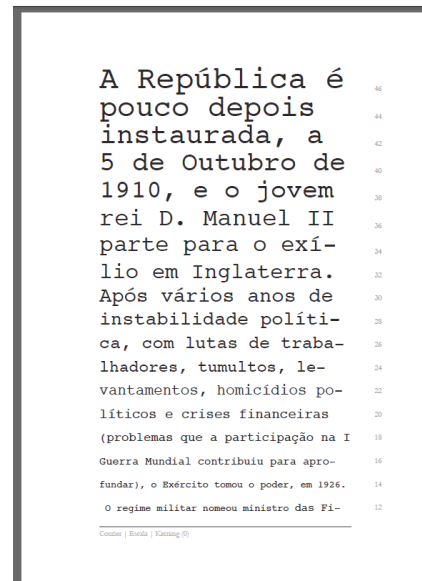 A República é 46
pouco depois 44
instaurada, a 42
5 de Outubro de 40
1910, e o jovem 38
rei D. Manuel II 36
parte para o exí- 34
lio em Inglaterra. 32
Após vários anos de 30
instabilidade políti- 28
ca, com lutas de traba- 26
lhadores, tumultos, le- 24
vantamentos, homicídios po- 22
líticos e crises financeiras 20
(problemas que a participação na I 18
Guerra Mundial contribuiu para apro- 16
fundar), o Exército tomou o poder, em 1926. 14
O regime militar nomeou ministro das Fi- 12
Courier | Escala | Kerning (0)